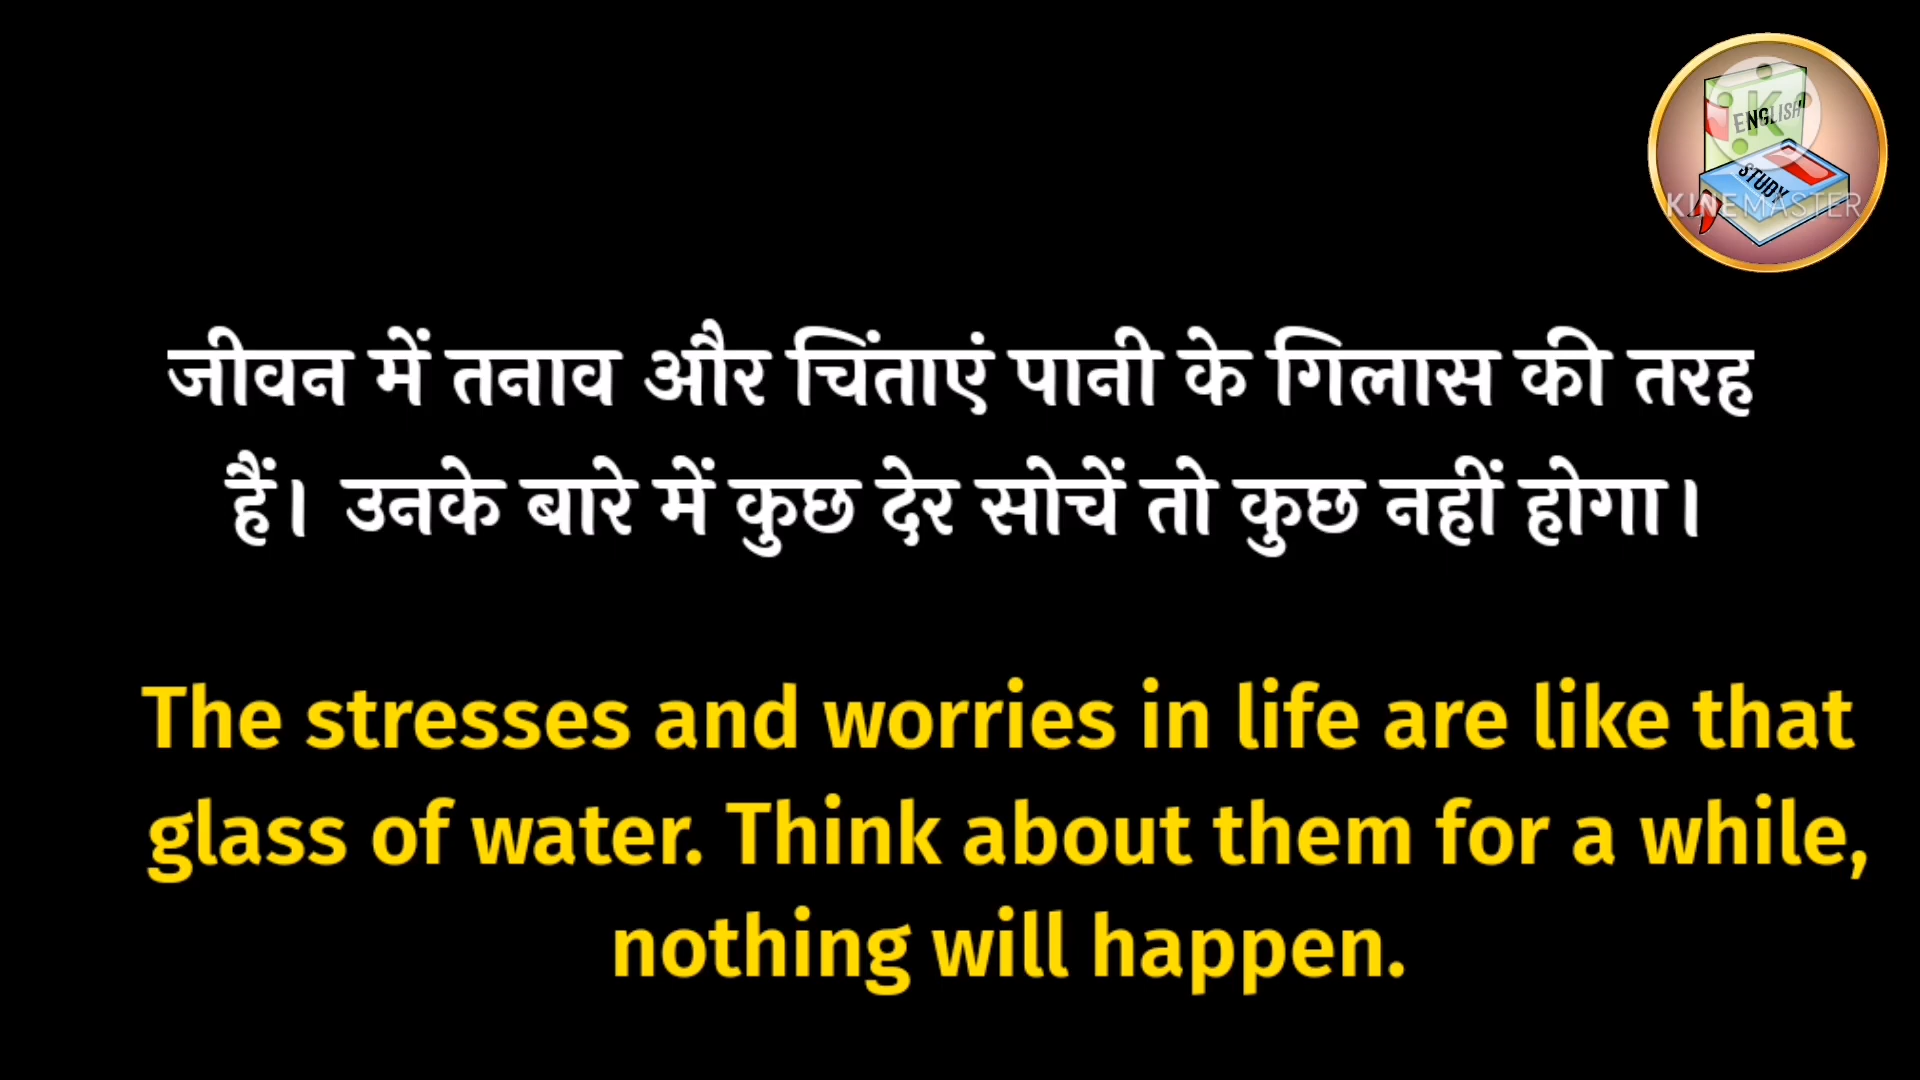 ENGLISH
STUDY
KINEMASTER
जीवन में तनाव और चिंताएं पानी के गिलास की तरह
हैं। उनके बारे में कुछ देर सोचें तो कुछ नहीं होगा।
The stresses and worries in life are like that
glass of water. Think about them for a while,
nothing will happen.